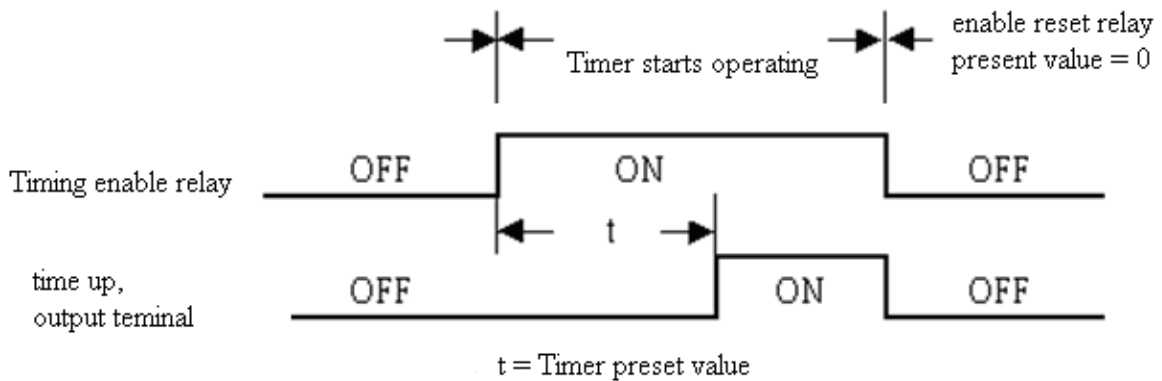 enable reset relay
present value = 0
Timer starts operating
Timing enable relay
OFF
ON
OFF
t
time up,
output teminal
OFF
ON
OFF
t = Timer preset value